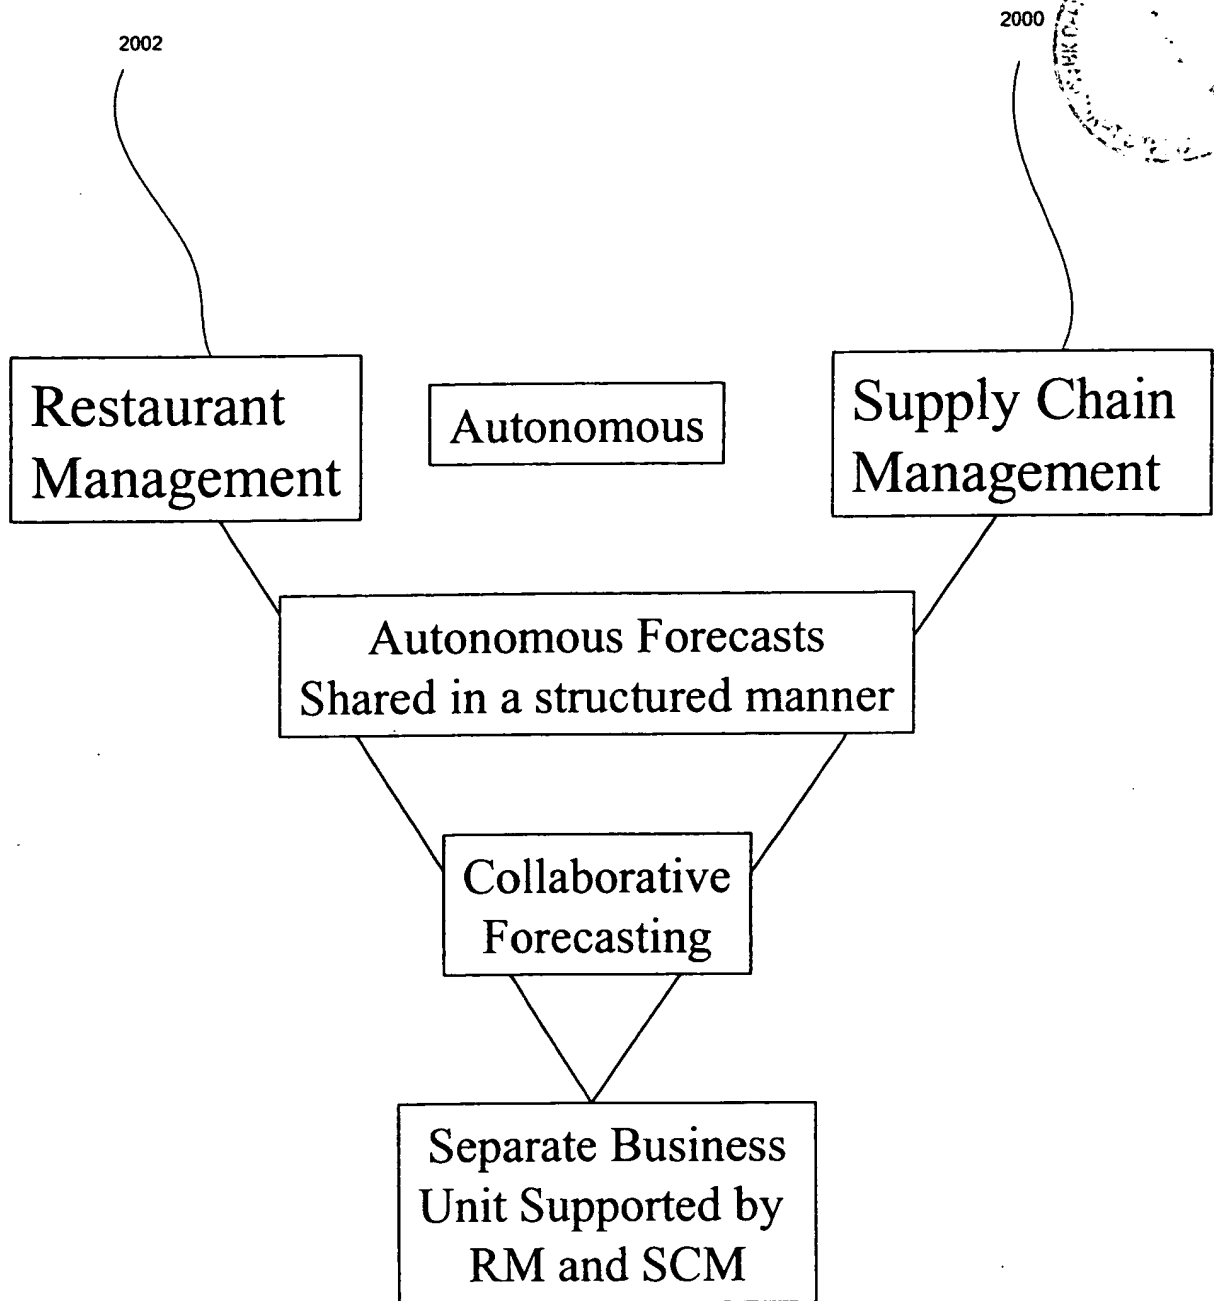 2002
2000
Restaurant
Management
Autonomous
Supply Chain
Management
Autonomous Forecasts
Shared in a structured manner
Collaborative
Forecasting
Separate Business
Unit Supported by
RM and SCM